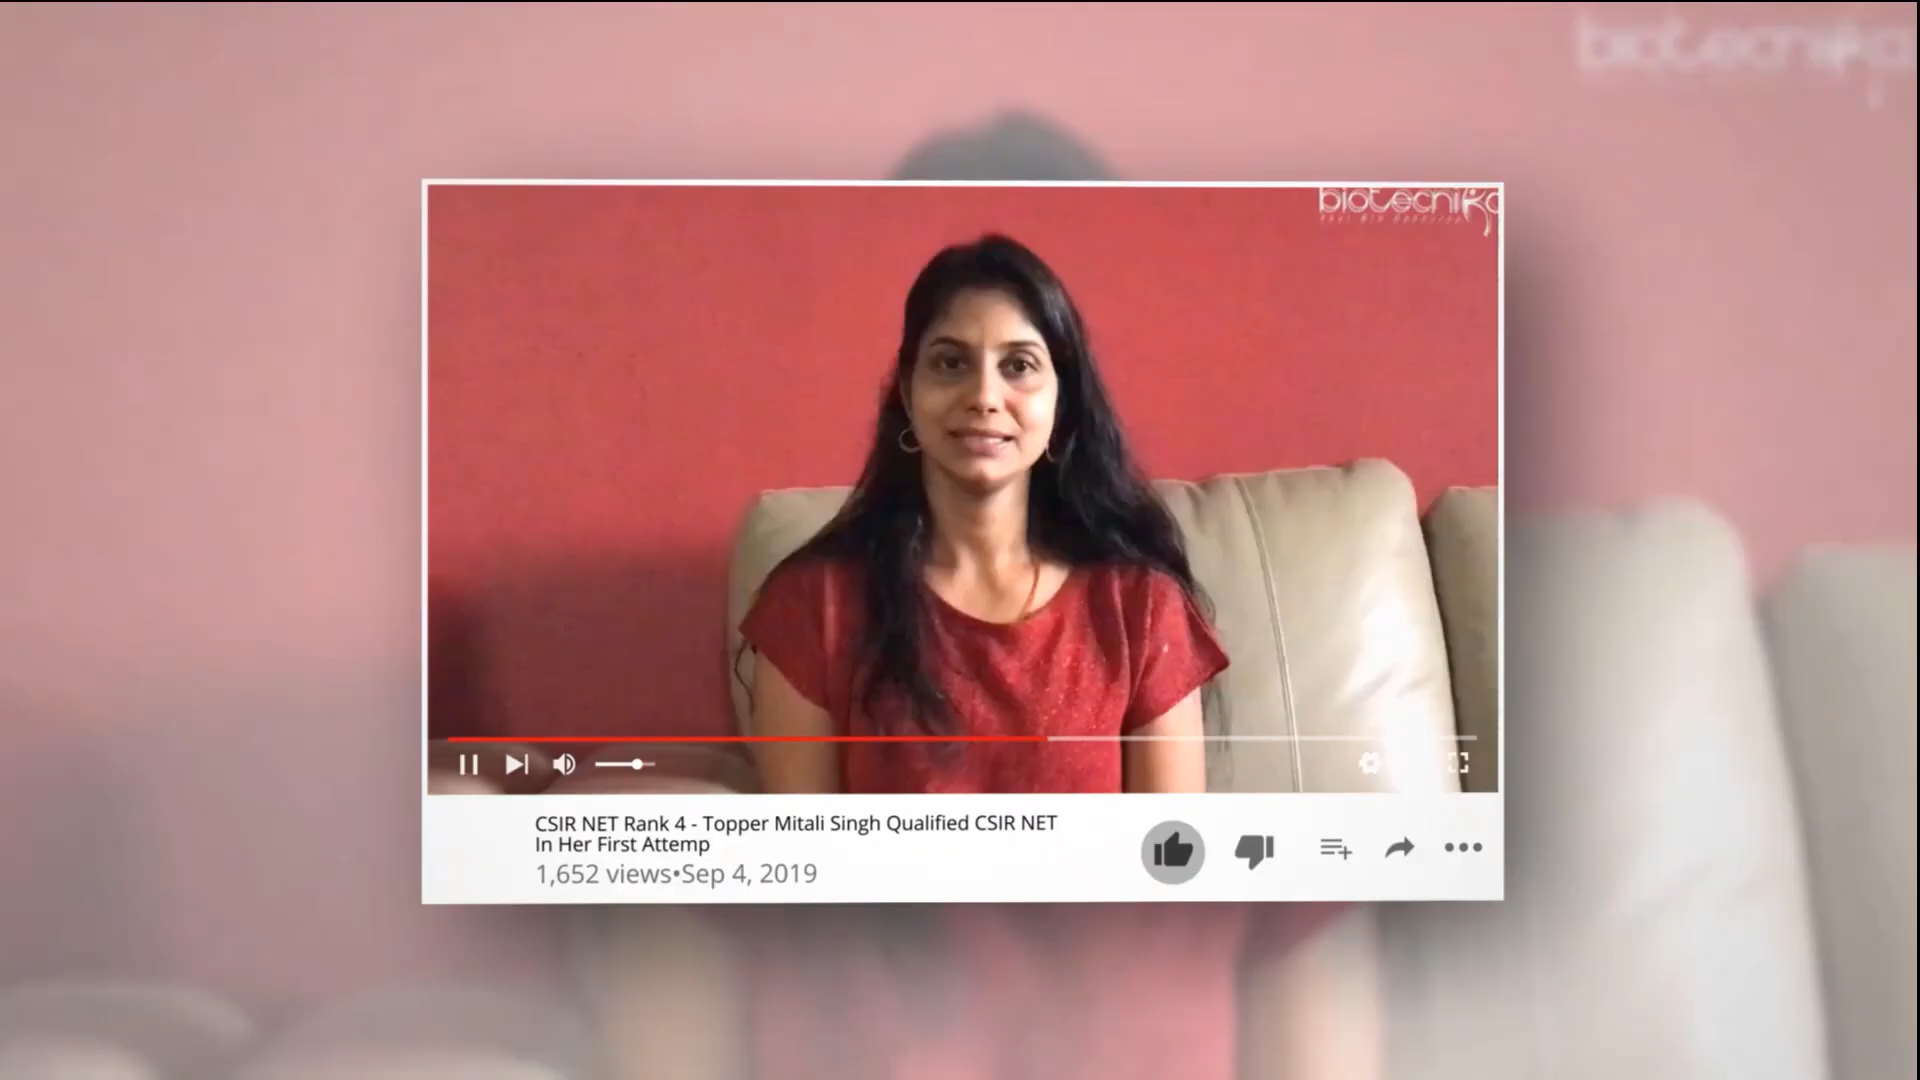 biotecnika
biotecnika
CSIR NET Rank 4 - Topper Mitali Singh Qualified CSIR NET
In Her First Attemp
1,652 views•Sep 4, 2019